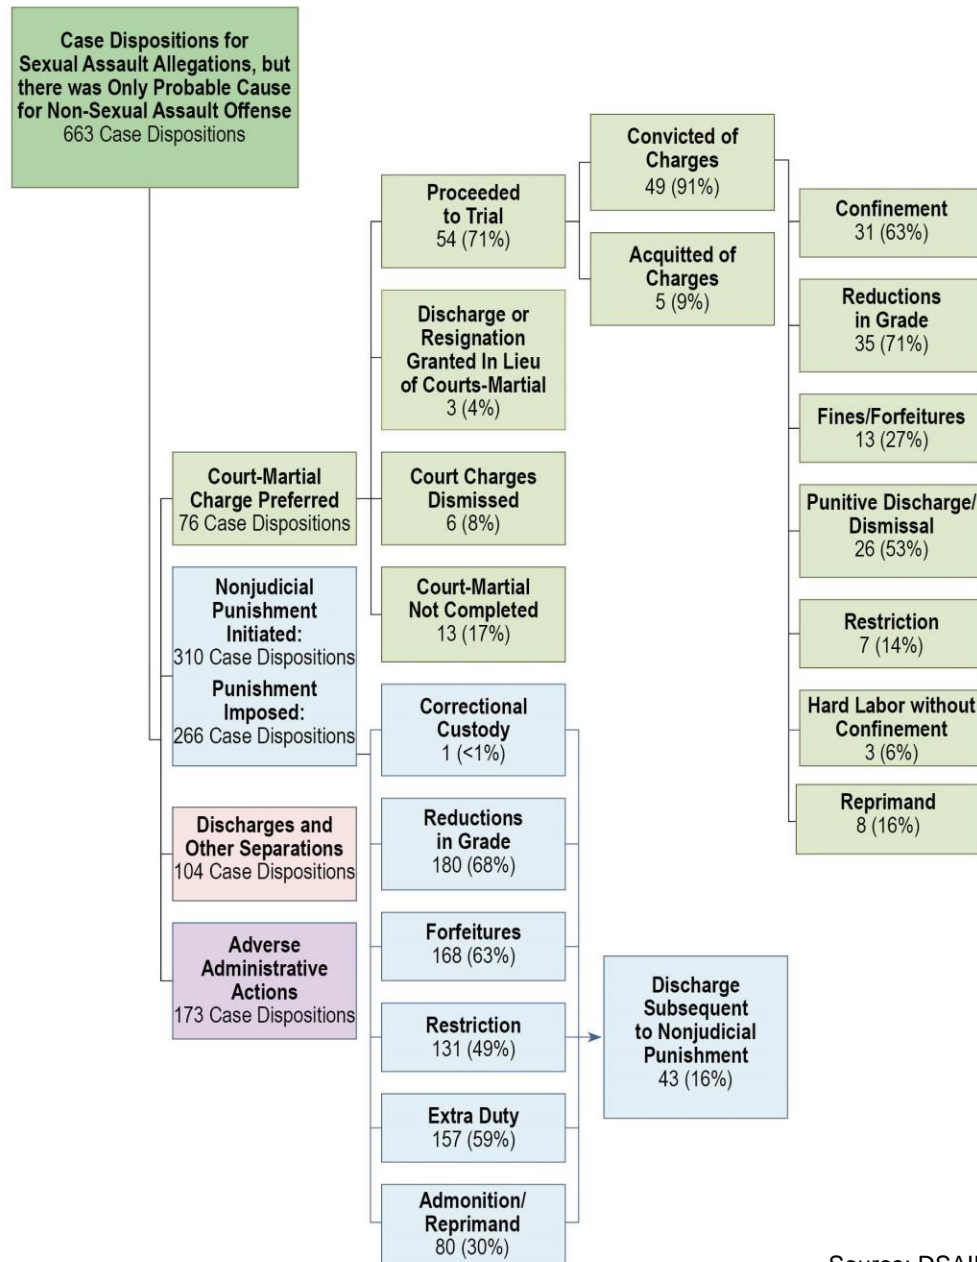 Case Dispositions for
Sexual Assault Allegations, but
there was Only Probable Cause
for Non-Sexual Assault Offense
663 Case Dispositions
Court-Martial
Charge Preferred
76 Case Dispositions
Nonjudicial
Punishment
Initiated:
310 Case Dispositions
Punishment
Imposed:
266 Case Dispositions
Discharges and
Other Separations
104 Case Dispositions
Adverse
Administrative
Actions
173 Case Dispositions
Proceeded
to Trial
54 (71%)
Discharge or
Resignation
Granted In Lieu
of Courts-Martial
3 (4%)
Court Charges
Dismissed
6 (8%)
Court-Martial
Not Completed
13 (17%)
Correctional
Custody
1 (<1%)
Reductions
in Grade
180 (68%)
Forfeitures
168 (63%)
Restriction
131 (49%)
Extra Duty
157 (59%)
Admonition/
Reprimand
80 (30%)
Convicted of
Charges
49 (91%)
Acquitted of
Charges
5 (9%)
Discharge
Subsequent
to Nonjudicial
Punishment
43 (16%)
Confinement
31 (63%)
Reductions
in Grade
35 (71%)
Fines/Forfeitures
13 (27%)
Punitive Discharge/
Dismissal
26 (53%)
Restriction
7 (14%)
Hard Labor without
Confinement
3 (6%)
Reprimand
8 (16%)